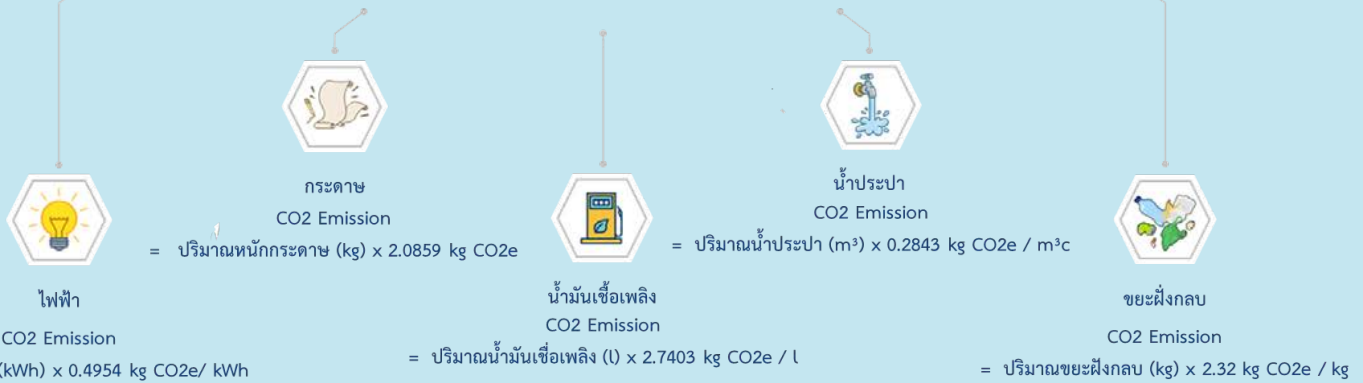 ไฟฟ้า
CO2 Emission
(kWh) x 0.4954 kg CO2e/ kWh
กระดาษ
CO2 Emission
= ปริมาณหนักกระดาษ (kg) x 2.0859 kg CO2e
น้ำมันเชื้อเพลิง
CO2 Emission
= ปริมาณน้ำมันเชื่อเพลิง (l) x 2.7403 kg CO2e / l
น้ำประปา
CO2 Emission
= ปริมาณน้ำประปา (m³) x 0.2843 kg CO2e / m³c
ขยะฝั่งกลบ
CO2 Emission
= ปริมาณขยะฝังกลบ (kg) x 2.32 kg CO2e / kg